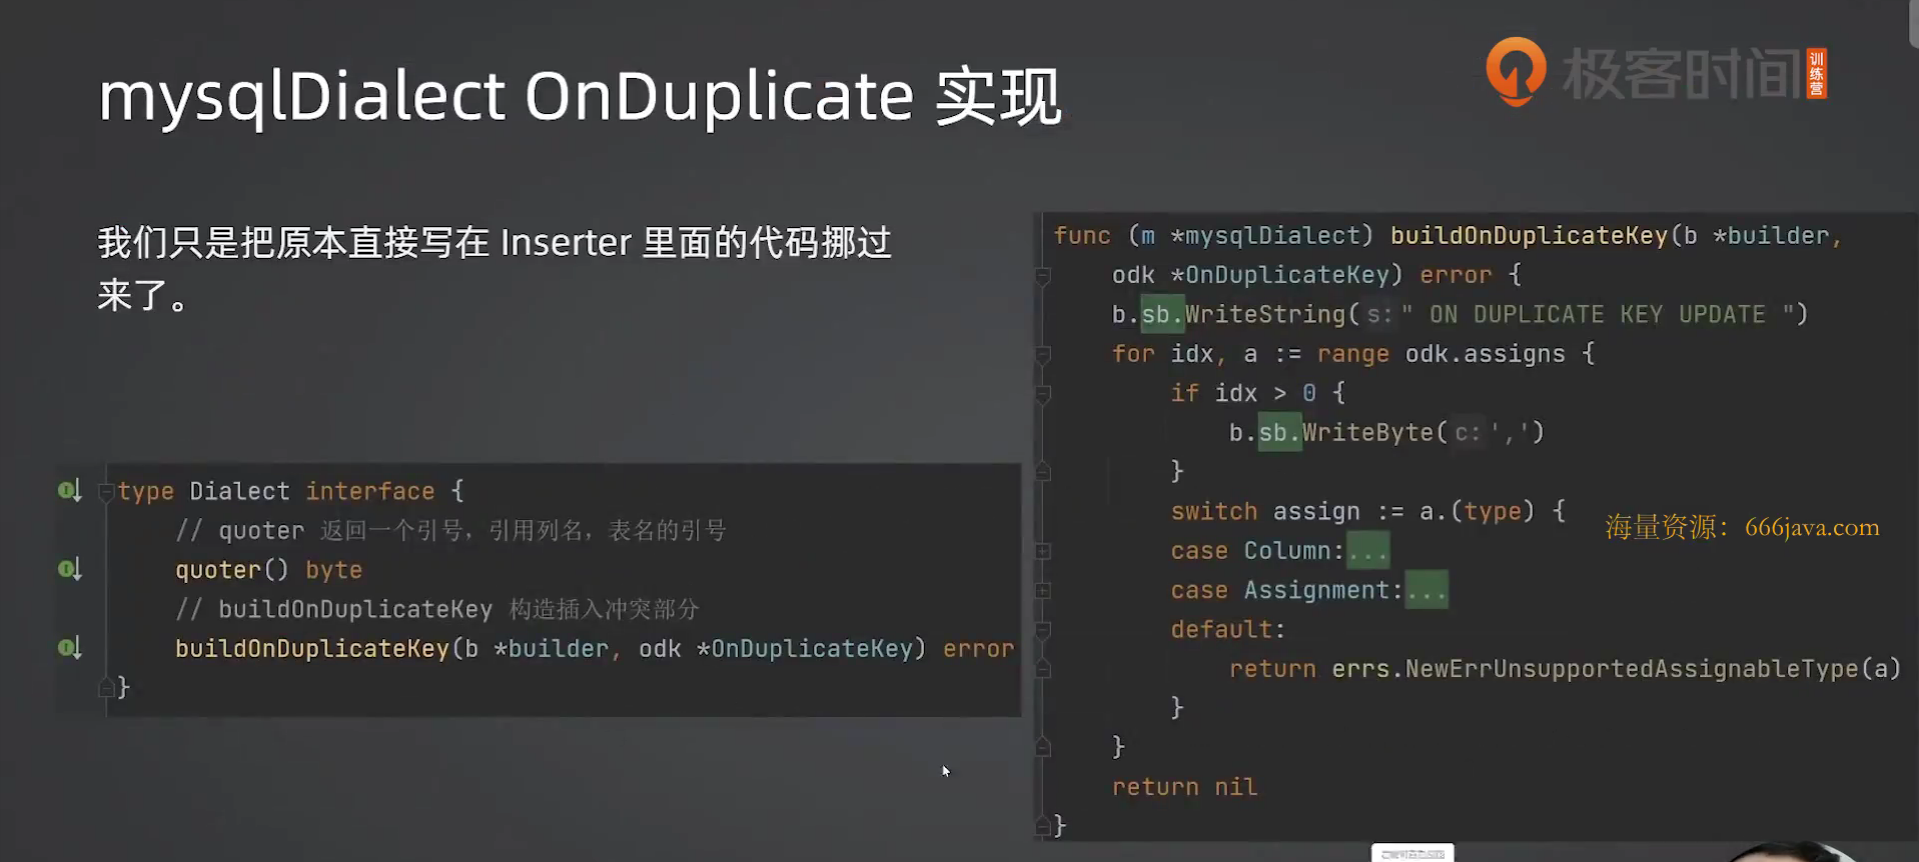 mysqlDialect OnDuplicate 实现
极客时间
训练营
我们只是把原本直接写在 Inserter 里面的代码挪过
来了。
type Dialect interface {
// quoter 返回一个引号，引用列名，表名的引号
quoter() byte
// buildOnDuplicateKey 构造插入冲突部分
buildOnDuplicateKey(b *builder, odk *OnDuplicateKey) error
}
func (m *mysqlDialect) buildOnDuplicateKey(b *builder,
odk *OnDuplicateKey) error {
b.sb.WriteString( s: " ON DUPLICATE KEY UPDATE ")
for idx, a := range odk.assigns {
if idx > 0 {
b.sb.WriteByte( c: ',')
}
switch assign := a.(type) {
case Column:...
case Assignment:...
default:
return errs.NewErrUnsupportedAssignableType(a)
}
}
return nil
}
海量资源：666java.com